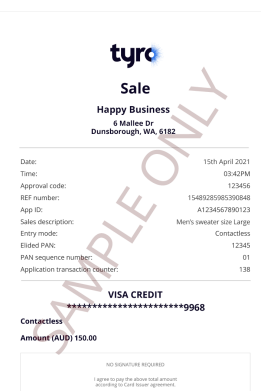 tyro
Sale
Happy Business
6 Mallee Dr
Dunsborough, WA, 6182
Date: 15th April 2021
Time: 03:42PM
Approval code: 123456
REF number: 15489285985390848
App ID: A1234567890123
Sales description: Men's sweater size Large
Entry mode: Contactless
Elided PAN: 12345
PAN sequence number: 01
Application transaction counter: 138
VISA CREDIT
************************9968
Contactless
Amount (AUD) 150.00
NO SIGNATURE REQUIRED
I agree to pay the above total amount
according to Card Issuer agreement.
SAMPLE ONLY